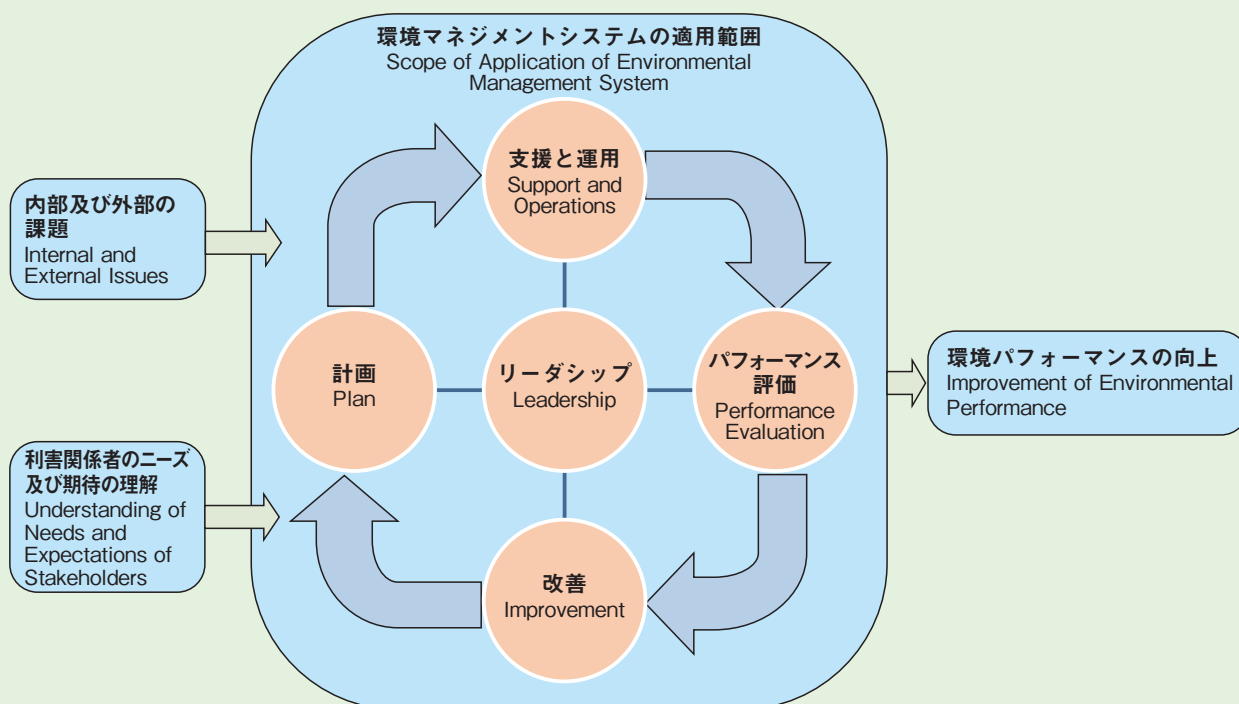 環境マネジメントシステムの適用範囲
Scope of Application of Environmental
Management System
支援と運用
Support and
Operations
内部及び外部の
課題
Internal and
External Issues
計画
Plan
リーダシップ
Leadership
パフォーマンス
評価
Performance
Evaluation
環境パフォーマンスの向上
Improvement of Environmental
Performance
利害関係者のニーズ
及び期待の理解
Understanding of
Needs and
Expectations of
Stakeholders
改善
Improvement